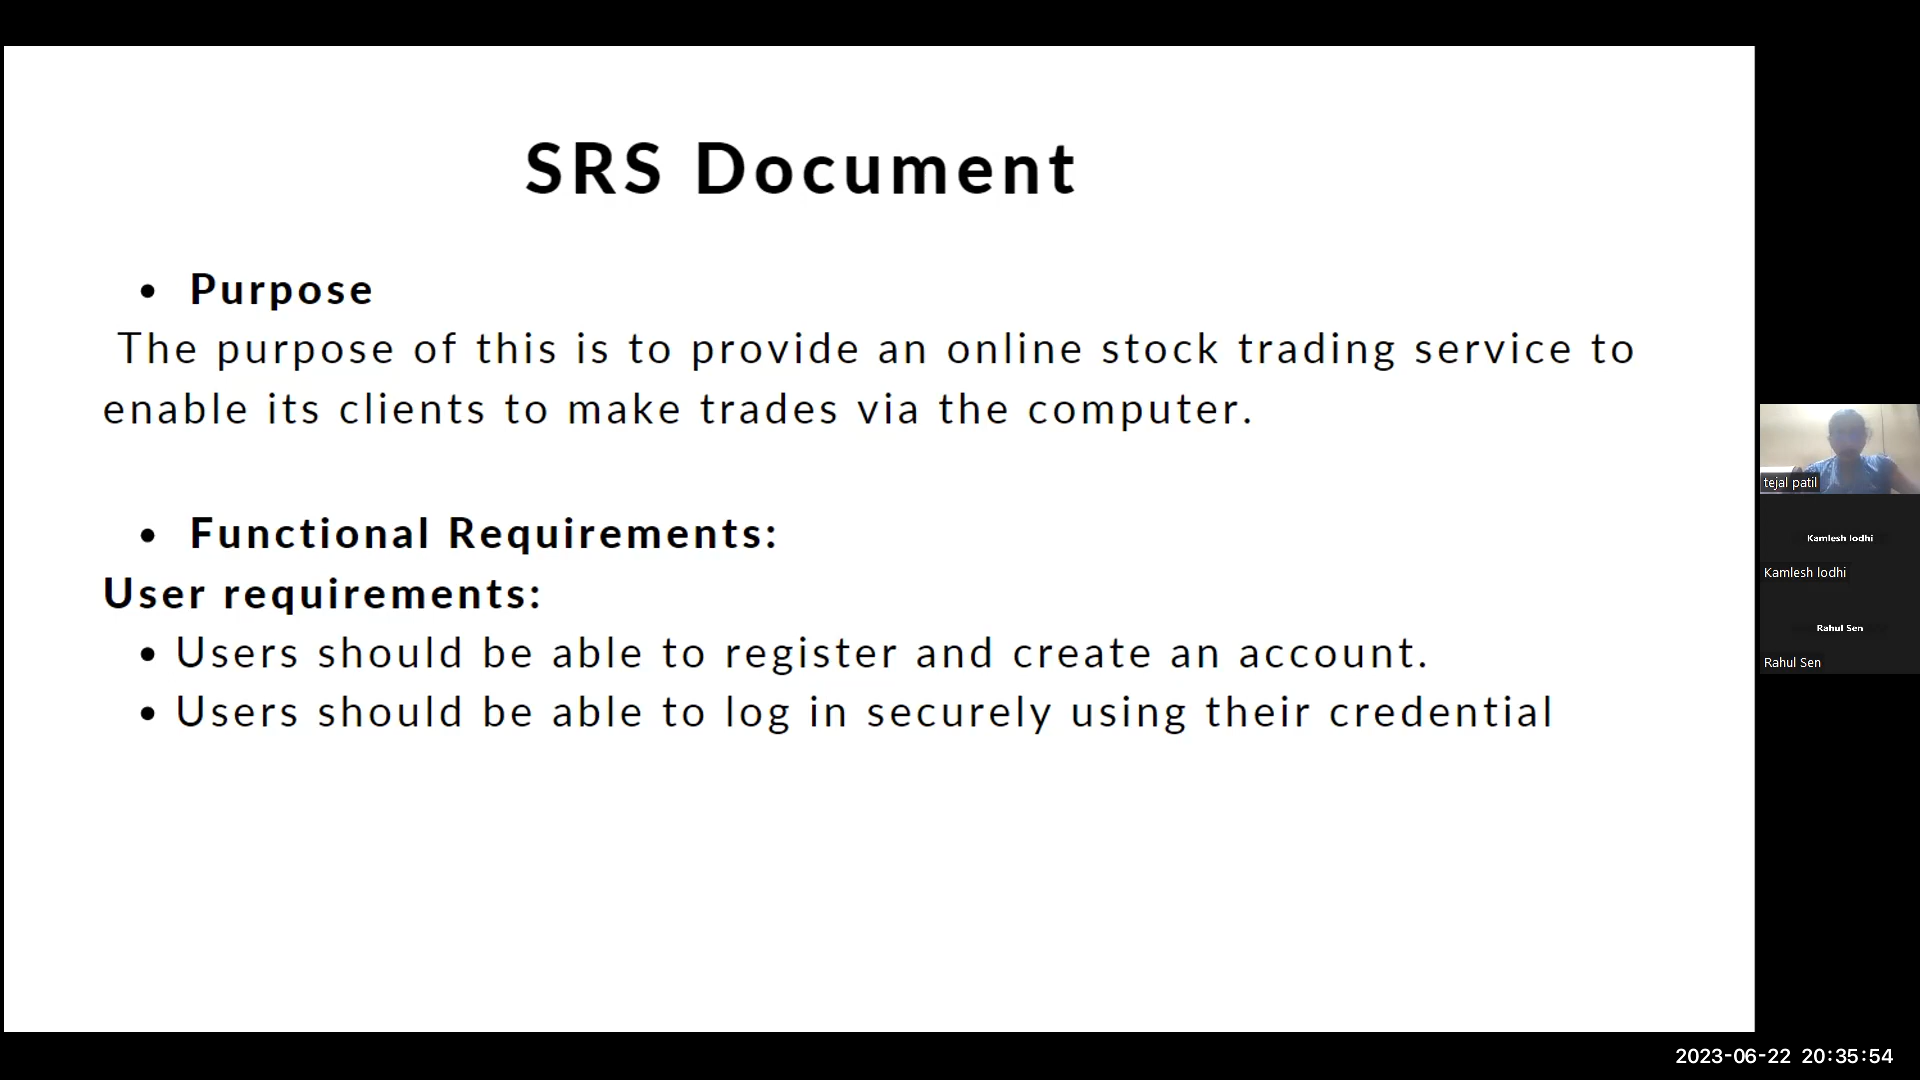 SRS Document
• Purpose
The purpose of this is to provide an online stock trading service to
enable its clients to make trades via the computer.
• Functional Requirements:
User requirements:
• Users should be able to register and create an account.
• Users should be able to log in securely using their credential
tejal patil
Kamlesh lodhi
Kamlesh lodhi
Rahul Sen
Rahul Sen
2023-06-22 20:35:54